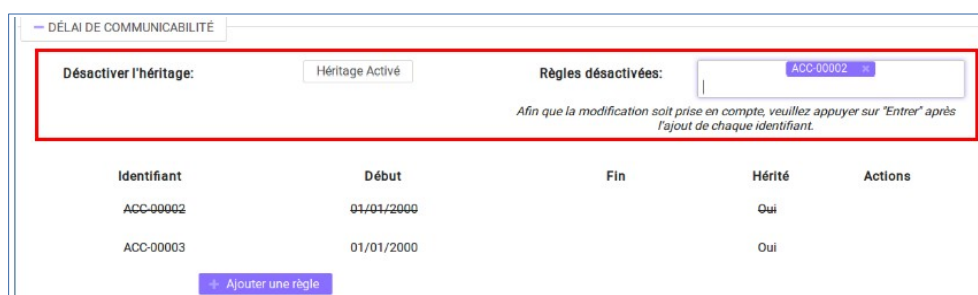 DÉLAI DE COMMUNICABILITÉ
Désactiver l'héritage: Héritage Activé Règles désactivées: ACC-00002 ×
Afin que la modification soit prise en compte, veuillez appuyer sur "Entrer" après
l'ajout de chaque identifiant.
Identifiant Début Fin Hérité Actions
ACC-00002 01/01/2000 Oui
ACC-00003 01/01/2000 Oui
+ Ajouter une règle